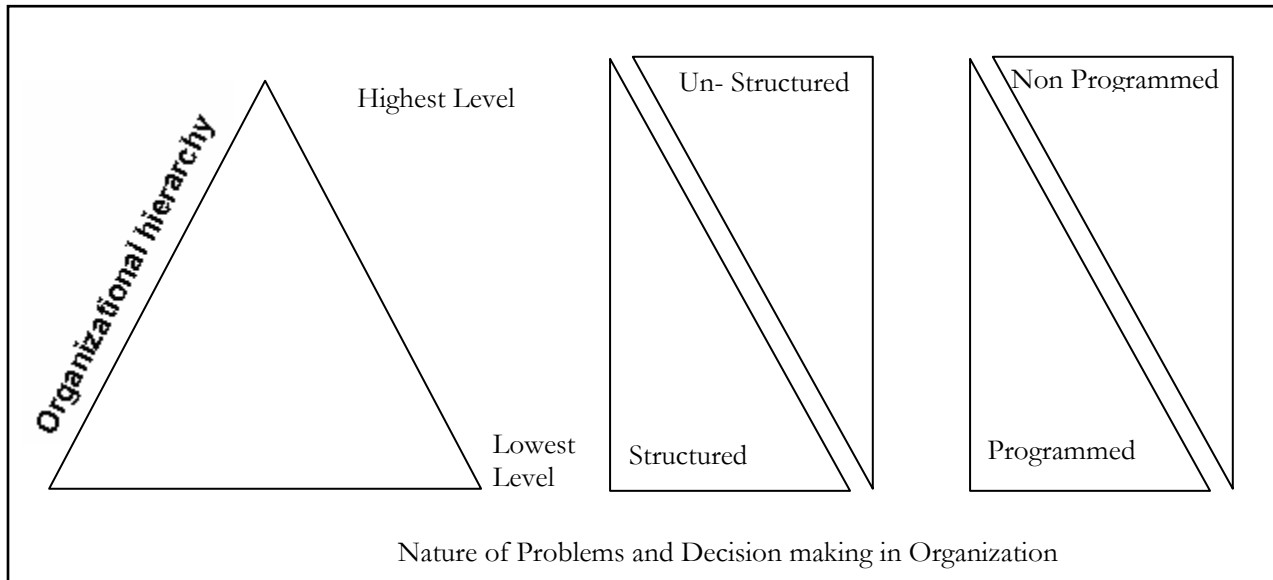 Organizational hierarchy
Highest Level
Lowest
Level
Un- Structured
Structured
Non Programmed
Programmed
Nature of Problems and Decision making in Organization